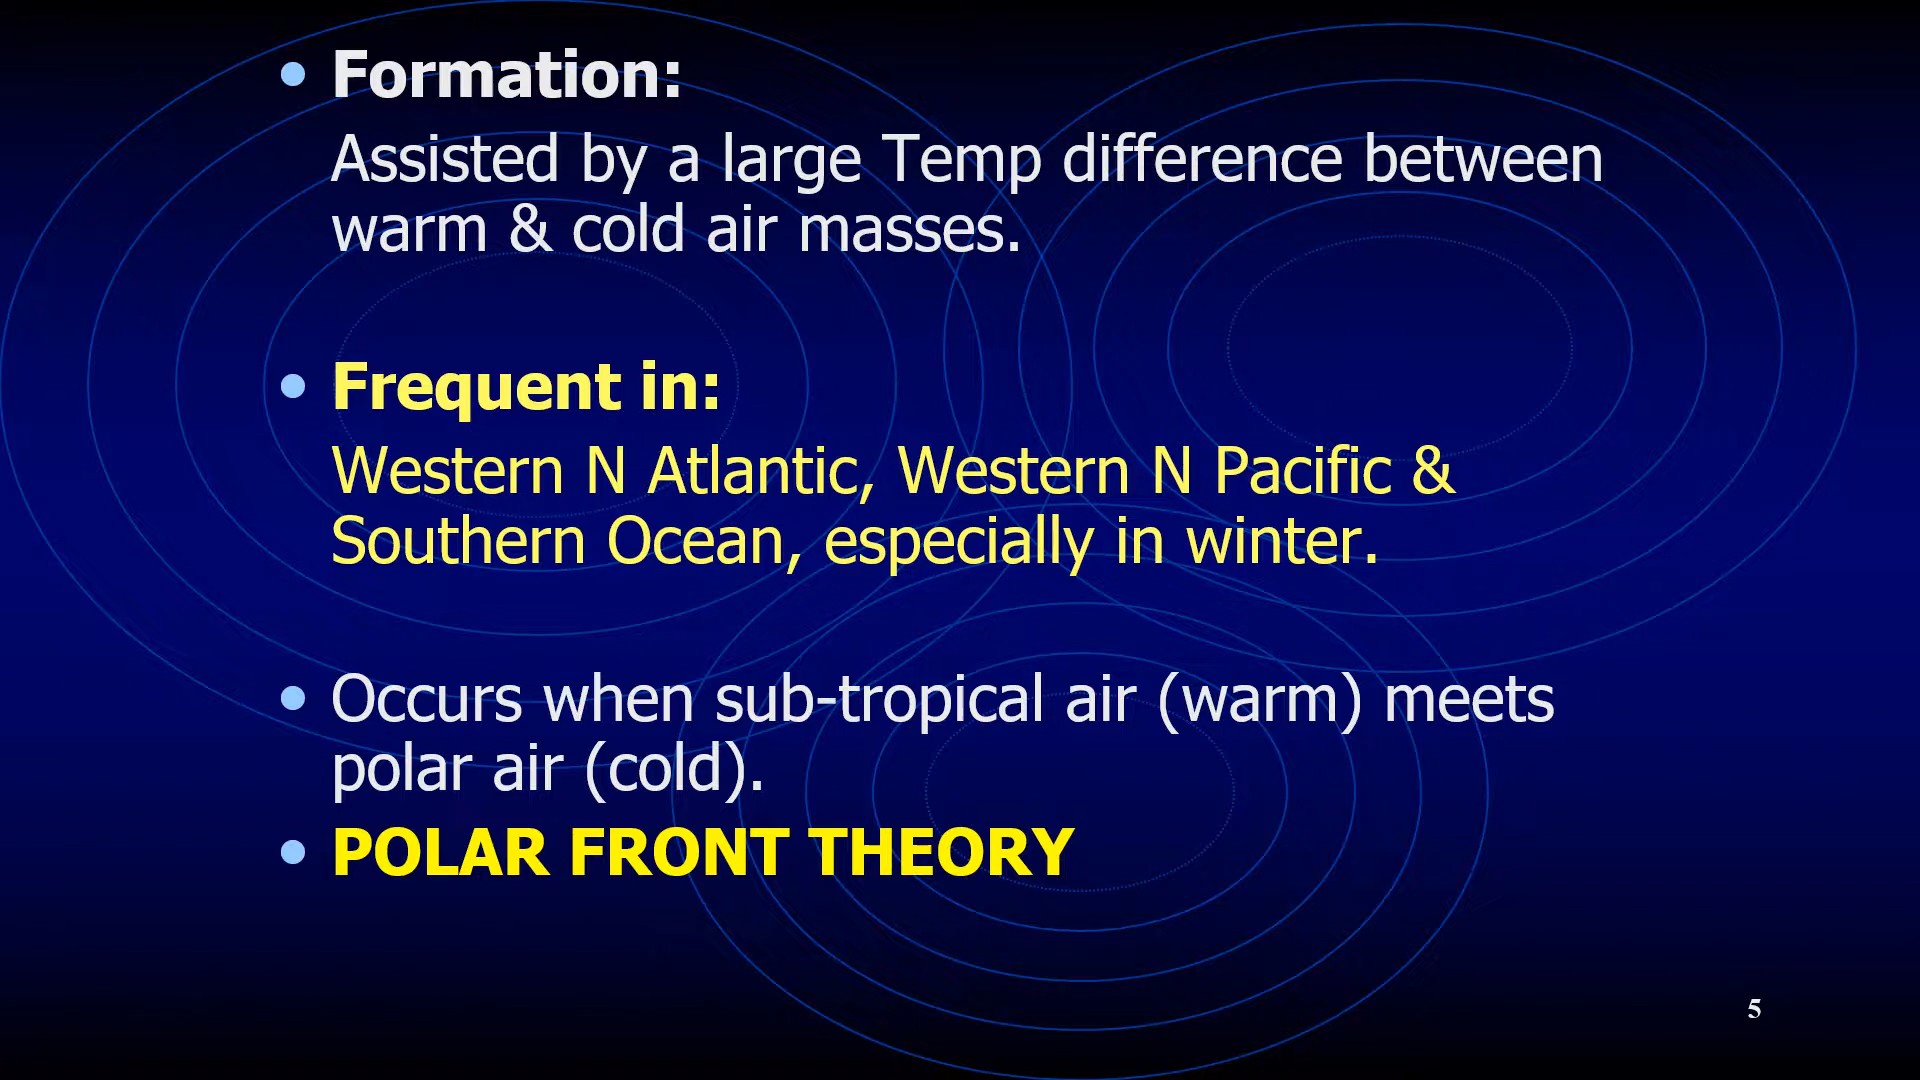 • Formation:
Assisted by a large Temp difference between
warm & cold air masses.
• Frequent in:
Western N Atlantic, Western N Pacific &
Southern Ocean, especially in winter.
• Occurs when sub-tropical air (warm) meets
polar air (cold).
• POLAR FRONT THEORY
5